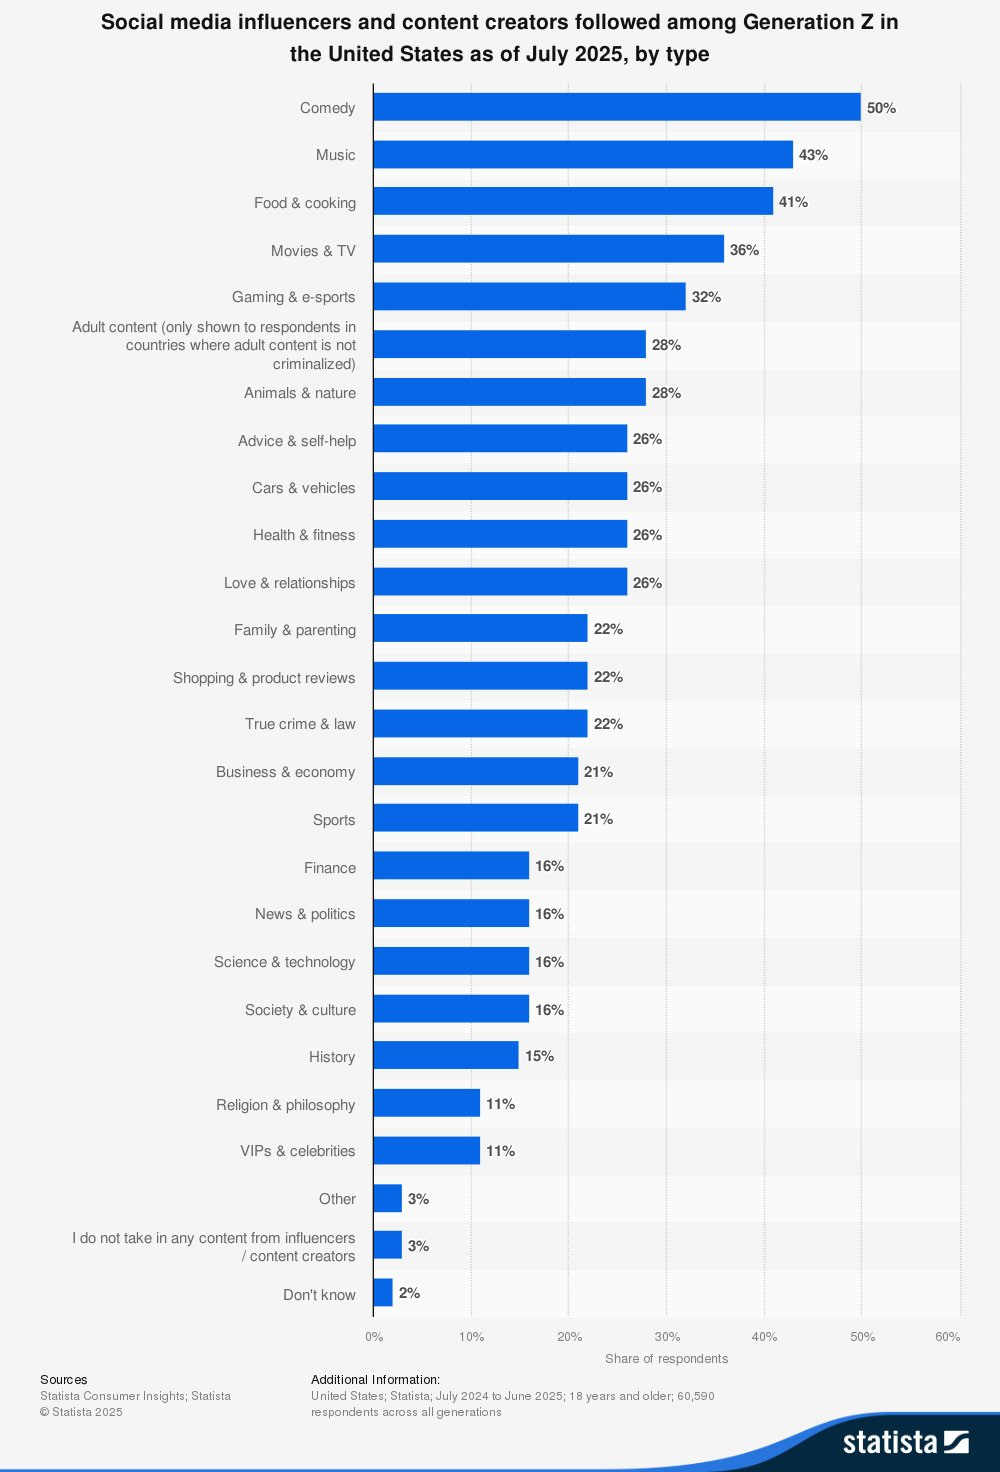 Social media influencers and content creators followed among Generation Z in
the United States as of July 2025, by type
Comedy 50%
Music 43%
Food & cooking 41%
Movies & TV 36%
Gaming & e-sports 32%
Adult content (only shown to respondents in
countries where adult content is not
criminalized)
28%
Animals & nature 28%
Advice & self-help 26%
Cars & vehicles 26%
Health & fitness 26%
Love & relationships 26%
Family & parenting 22%
Shopping & product reviews 22%
True crime & law 22%
Business & economy 21%
Sports 21%
Finance 16%
News & politics 16%
Science & technology 16%
Society & culture 16%
History 15%
Religion & philosophy 11%
VIPs & celebrities 11%
Other 3%
I do not take in any content from influencers
/ content creators
3%
Don't know 2%
0% 10% 20% 30% 40% 50% 60%
Share of respondents
Sources
Statista Consumer Insights; Statista
© Statista 2025
Additional Information:
United States; Statista; July 2024 to June 2025; 18 years and older; 60,590
respondents across all generations
statista